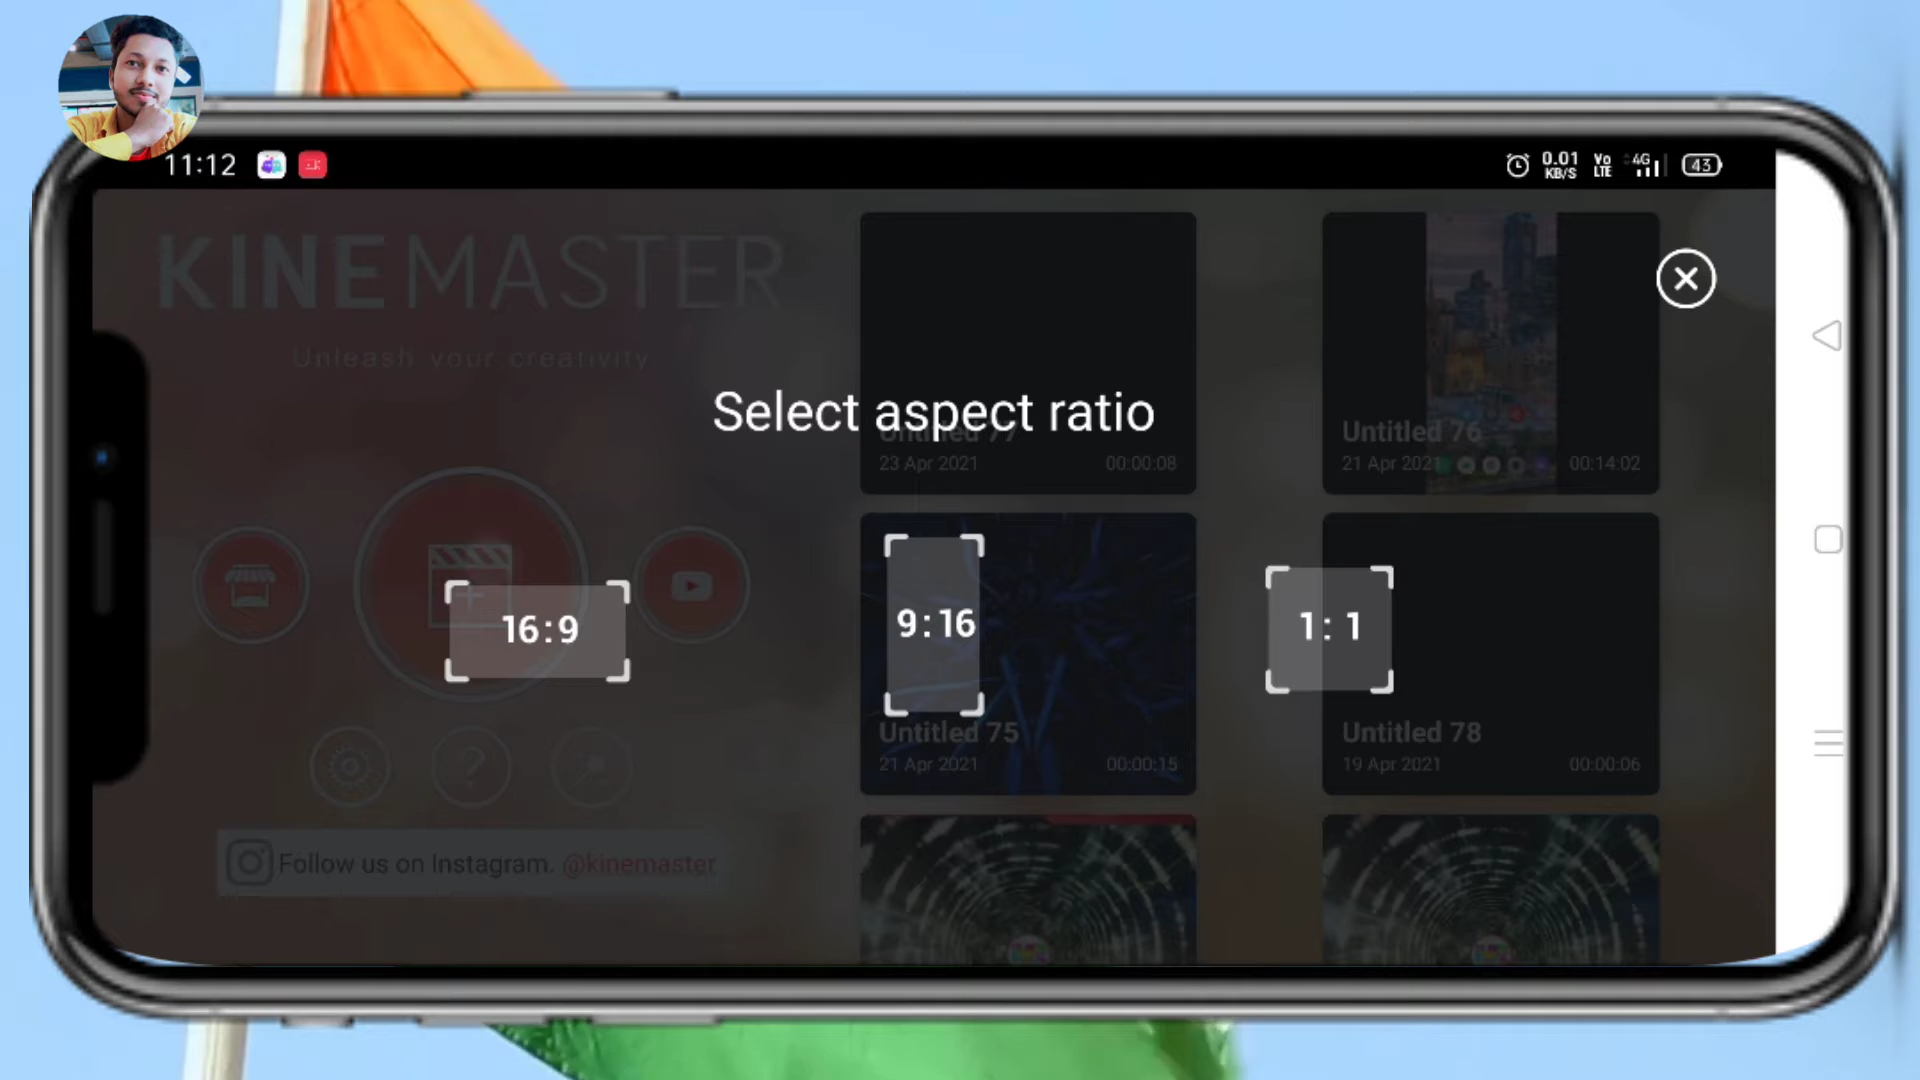 11:12
0.01
KB/S
Vo
LTE
4G
43
KINEMASTER
Unleash your creativity
Select aspect ratio
Untitled 77
23 Apr 2021 00:00:08
Untitled 76
21 Apr 2021 00:14:02
16:9
9:16
1:1
Untitled 75
21 Apr 2021 00:00:15
Untitled 78
19 Apr 2021 00:00:06
Follow us on Instagram. @kinemaster